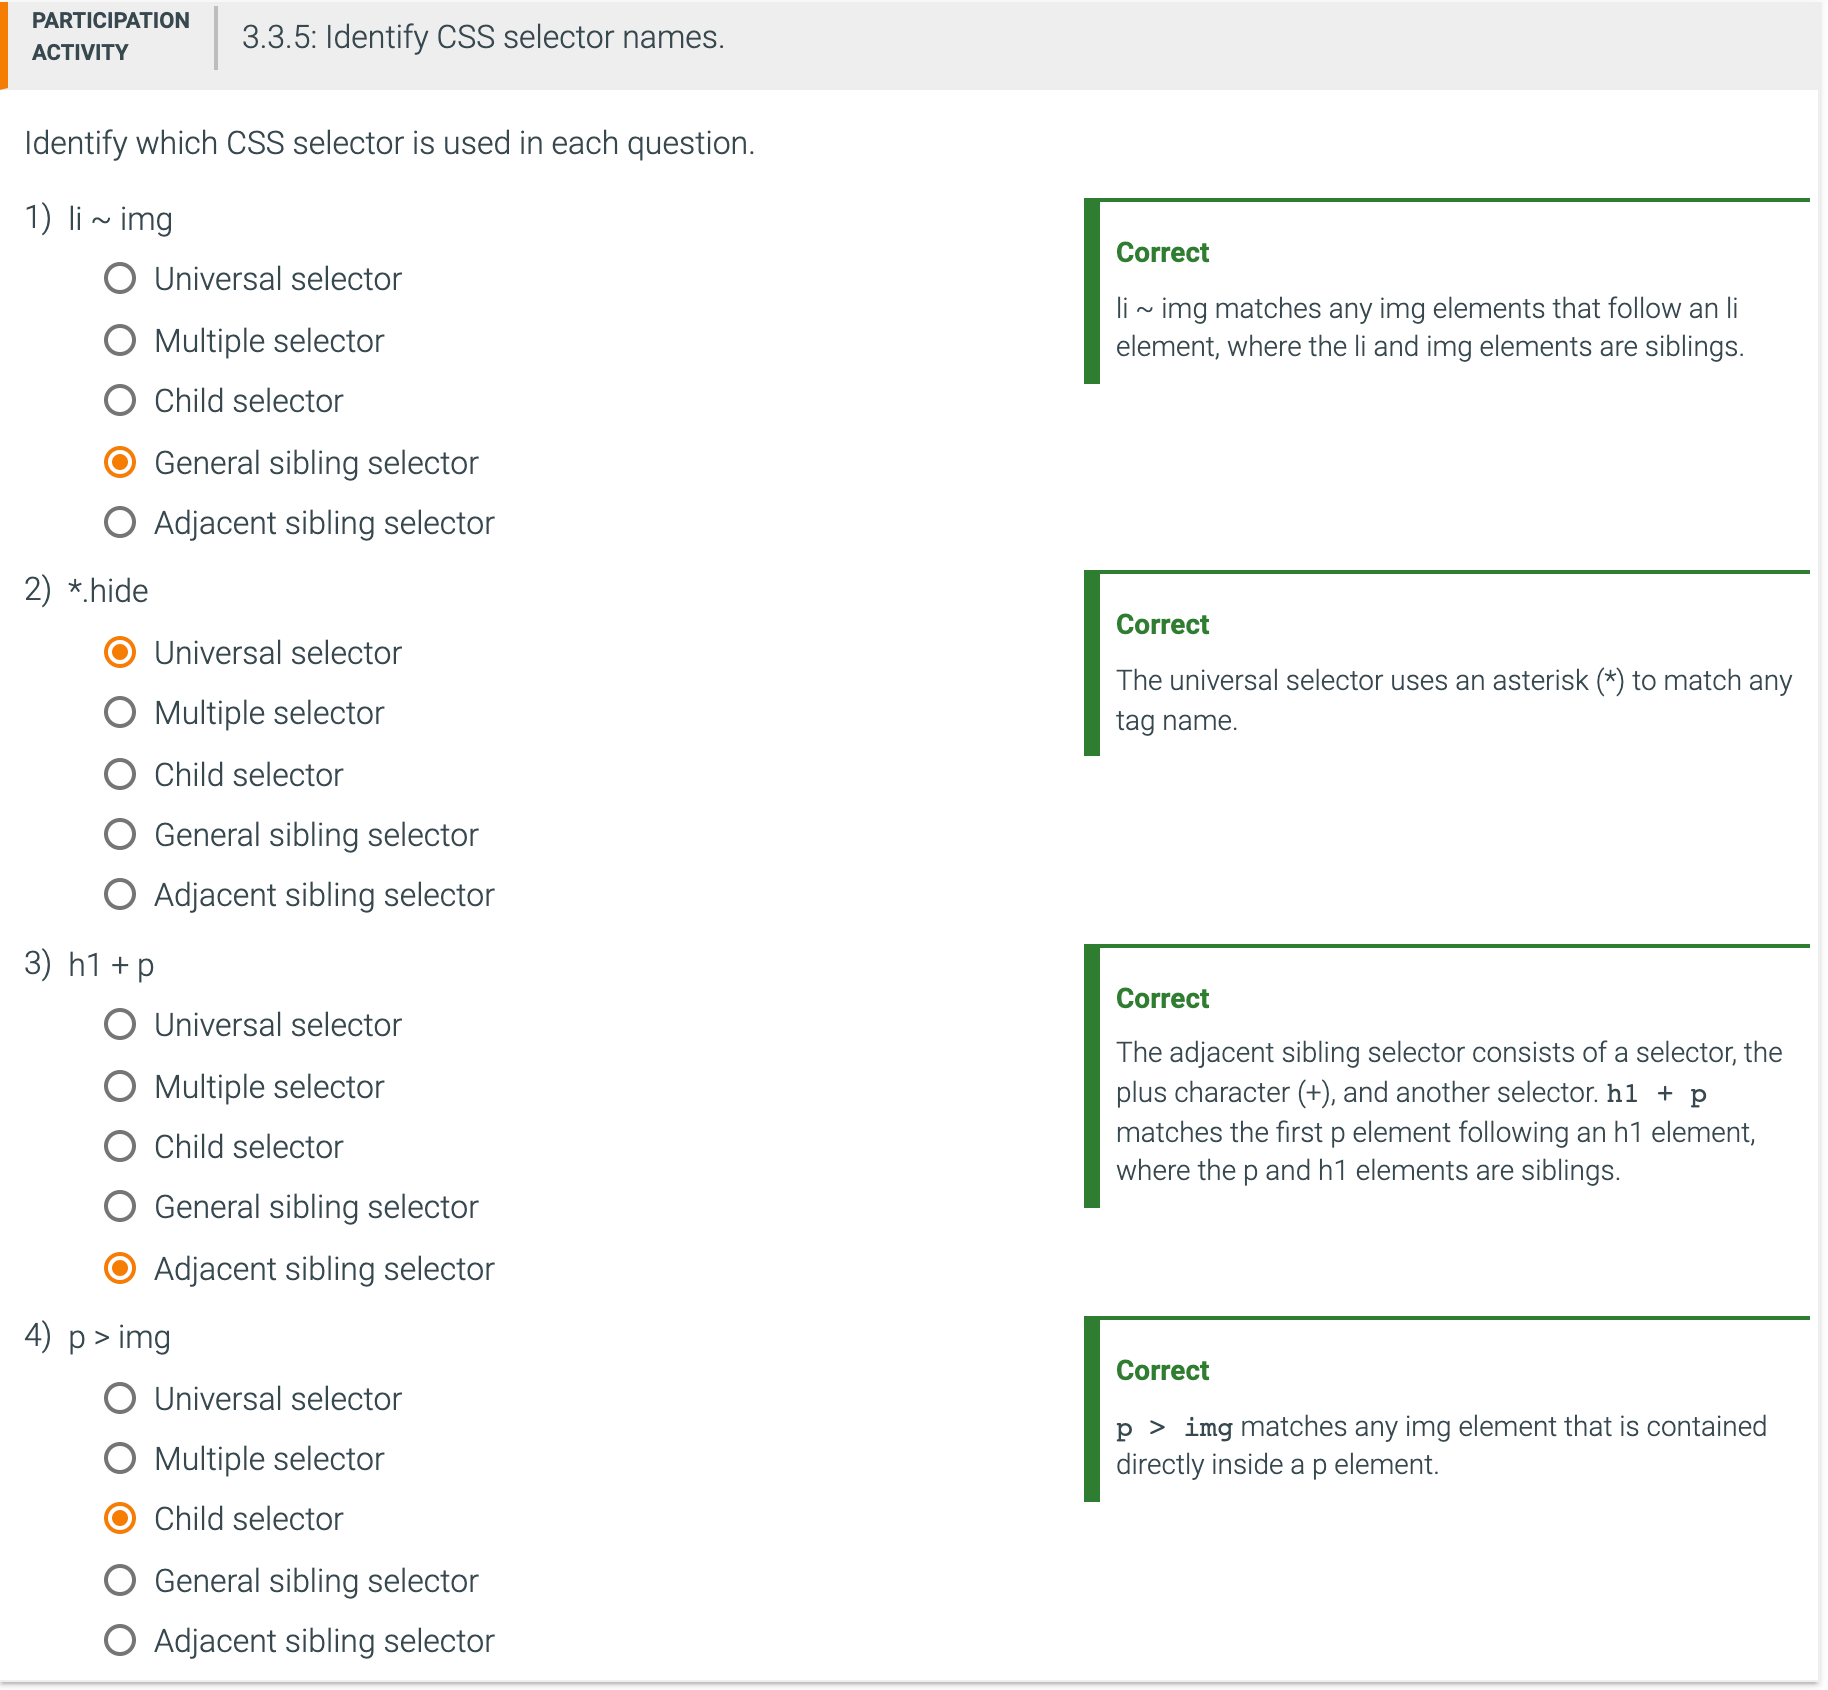 PARTICIPATION
ACTIVITY
3.3.5: Identify CSS selector names.
Identify which CSS selector is used in each question.
1) li ~ img
Universal selector
Multiple selector
Child selector
General sibling selector
Adjacent sibling selector
Correct
li ~ img matches any img elements that follow an li
element, where the li and img elements are siblings.
2) *.hide
Universal selector
Multiple selector
Child selector
General sibling selector
Adjacent sibling selector
Correct
The universal selector uses an asterisk (*) to match any
tag name.
3) h1 + p
Universal selector
Multiple selector
Child selector
General sibling selector
Adjacent sibling selector
Correct
The adjacent sibling selector consists of a selector, the
plus character (+), and another selector. h1 + p
matches the first p element following an h1 element,
where the p and h1 elements are siblings.
4) p > img
Universal selector
Multiple selector
Child selector
General sibling selector
Adjacent sibling selector
Correct
p > img matches any img element that is contained
directly inside a p element.